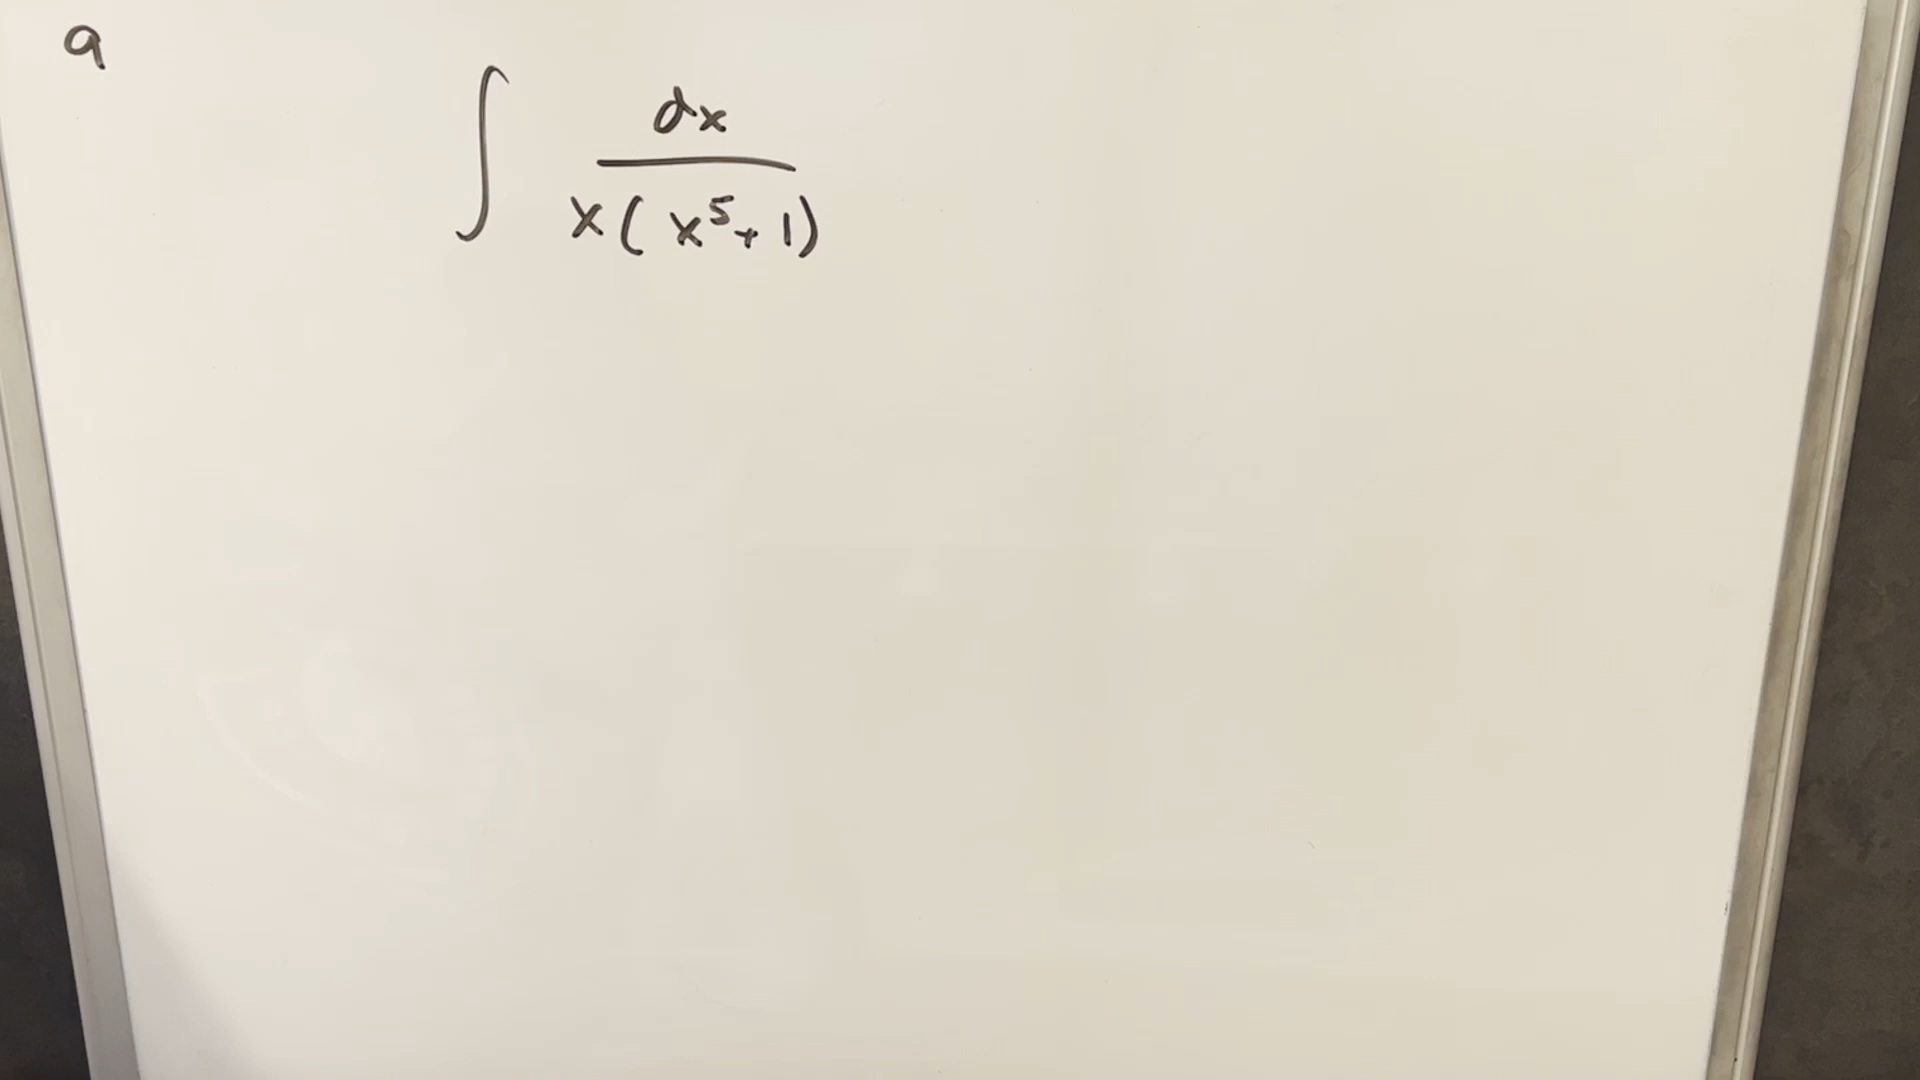 9
∫ dx / x(x⁵+1)